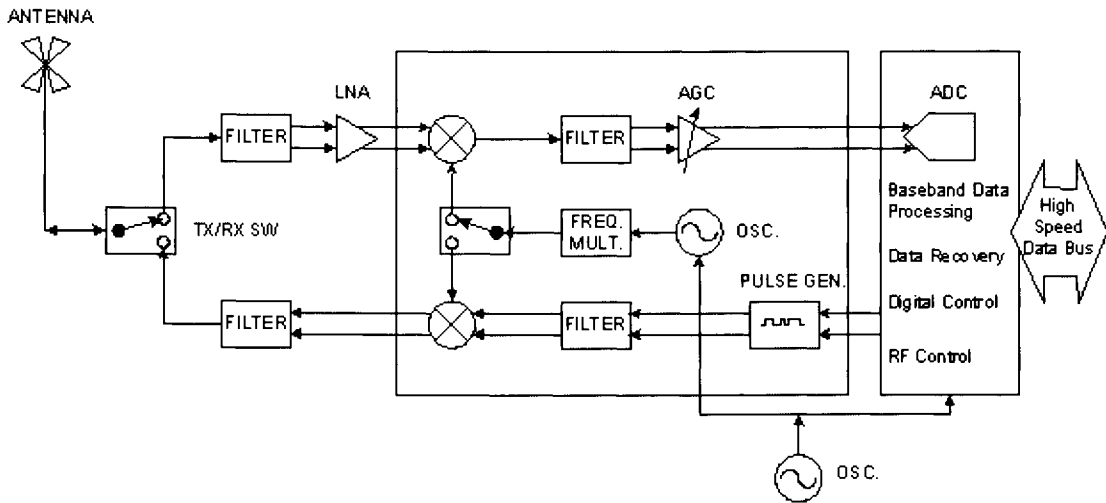 ANTENNA
LNA
AGC
ADC
FILTER
FILTER
TX/RX SW
FREQ.
MULT.
OSC.
Baseband Data
Processing
High
Speed
Data Bus
Data Recovery
PULSE GEN.
Digital Control
FILTER
FILTER
RF Control
OSC.